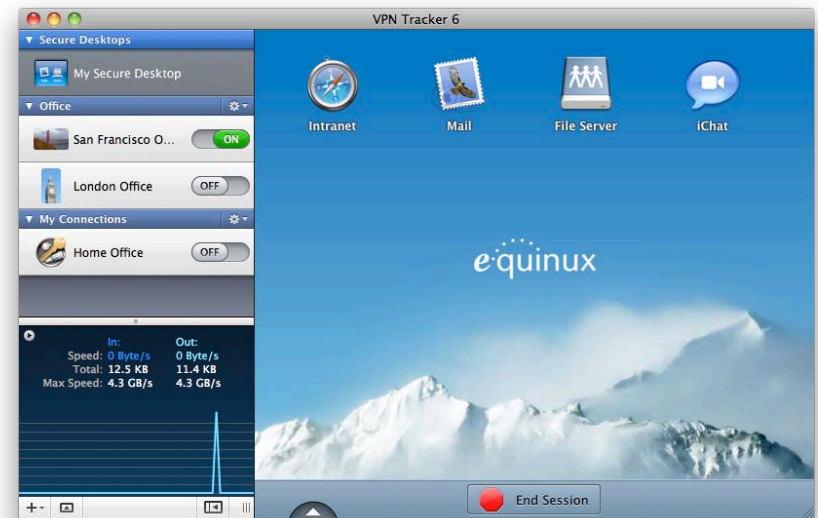 VPN Tracker 6
Secure Desktops
My Secure Desktop
Office
San Francisco O... ON
London Office OFF
My Connections
Home Office OFF
In: Out:
Speed: 0 Byte/s 0 Byte/s
Total: 12.5 KB 11.4 KB
Max Speed: 4.3 GB/s 4.3 GB/s
Intranet Mail File Server iChat
e·quinux
End Session